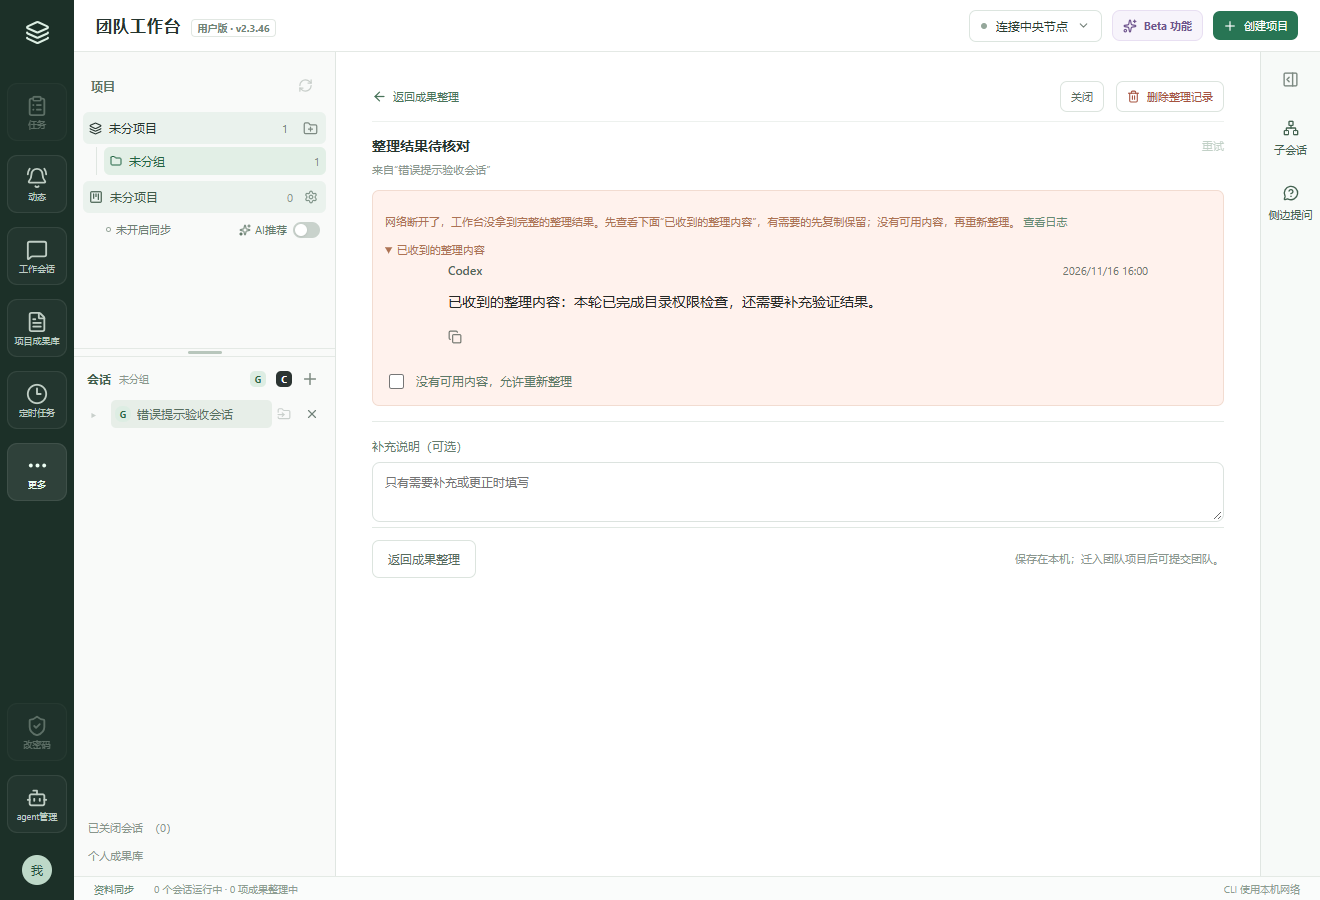 团队工作台
用户版 · v2.3.46
连接中央节点
Beta 功能
创建项目
任务
动态
工作会话
项目成果库
定时任务
更多
改密码
agent管理
我
项目
未分项目 1
未分组 1
未分项目 0
未开启同步
AI推荐
会话 未分组
G
C
G 错误提示验收会话
已关闭会话 (0)
个人成果库
返回成果整理
关闭
删除整理记录
整理结果待核对
重试
来自“错误提示验收会话”
网络断开了，工作台没拿到完整的整理结果。先查看下面“已收到的整理内容”，有需要的先复制保留；没有可用内容，再重新整理。 查看日志
已收到的整理内容
Codex
2026/11/16 16:00
已收到的整理内容：本轮已完成目录权限检查，还需要补充验证结果。
没有可用内容，允许重新整理
补充说明（可选）
只有需要补充或更正时填写
返回成果整理
保存在本机；迁入团队项目后可提交团队。
子会话
侧边提问
资料同步
0 个会话运行中 · 0 项成果整理中
CLI 使用本机网络